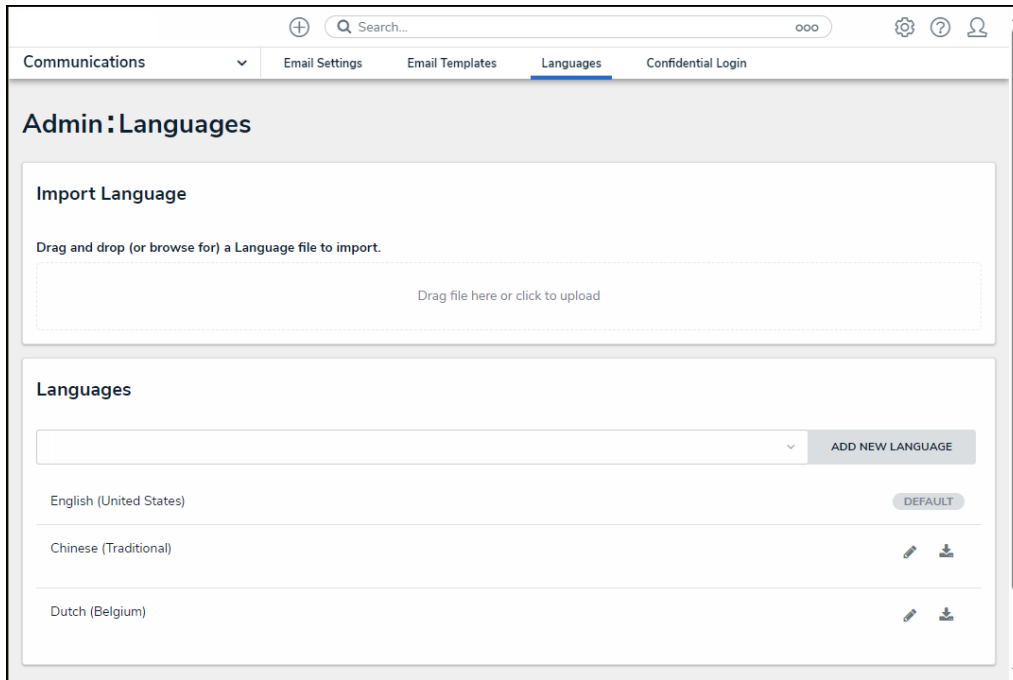 Search...
Communications
Email Settings
Email Templates
Languages
Confidential Login
Admin:Languages
Import Language
Drag and drop (or browse for) a Language file to import.
Drag file here or click to upload
Languages
ADD NEW LANGUAGE
English (United States)
DEFAULT
Chinese (Traditional)
Dutch (Belgium)